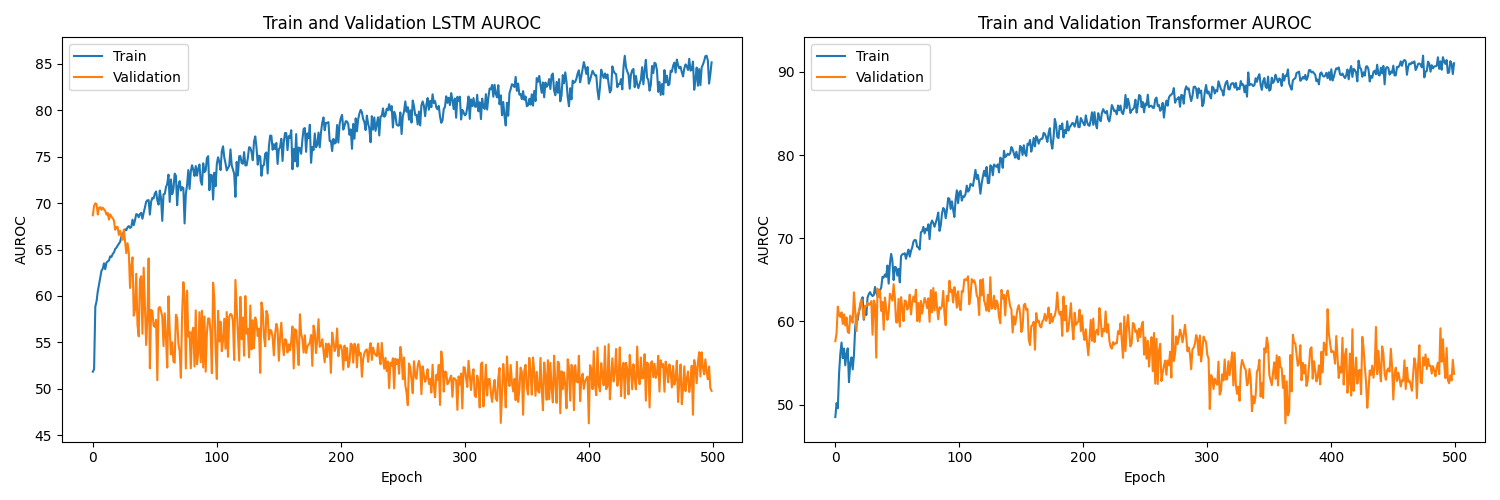 Train and Validation LSTM AUROC
Train
Validation
AUROC
85
80
75
70
65
60
55
50
45
0 100 200 300 400 500
Epoch
Train and Validation Transformer AUROC
Train
Validation
AUROC
90
80
70
60
50
0 100 200 300 400 500
Epoch